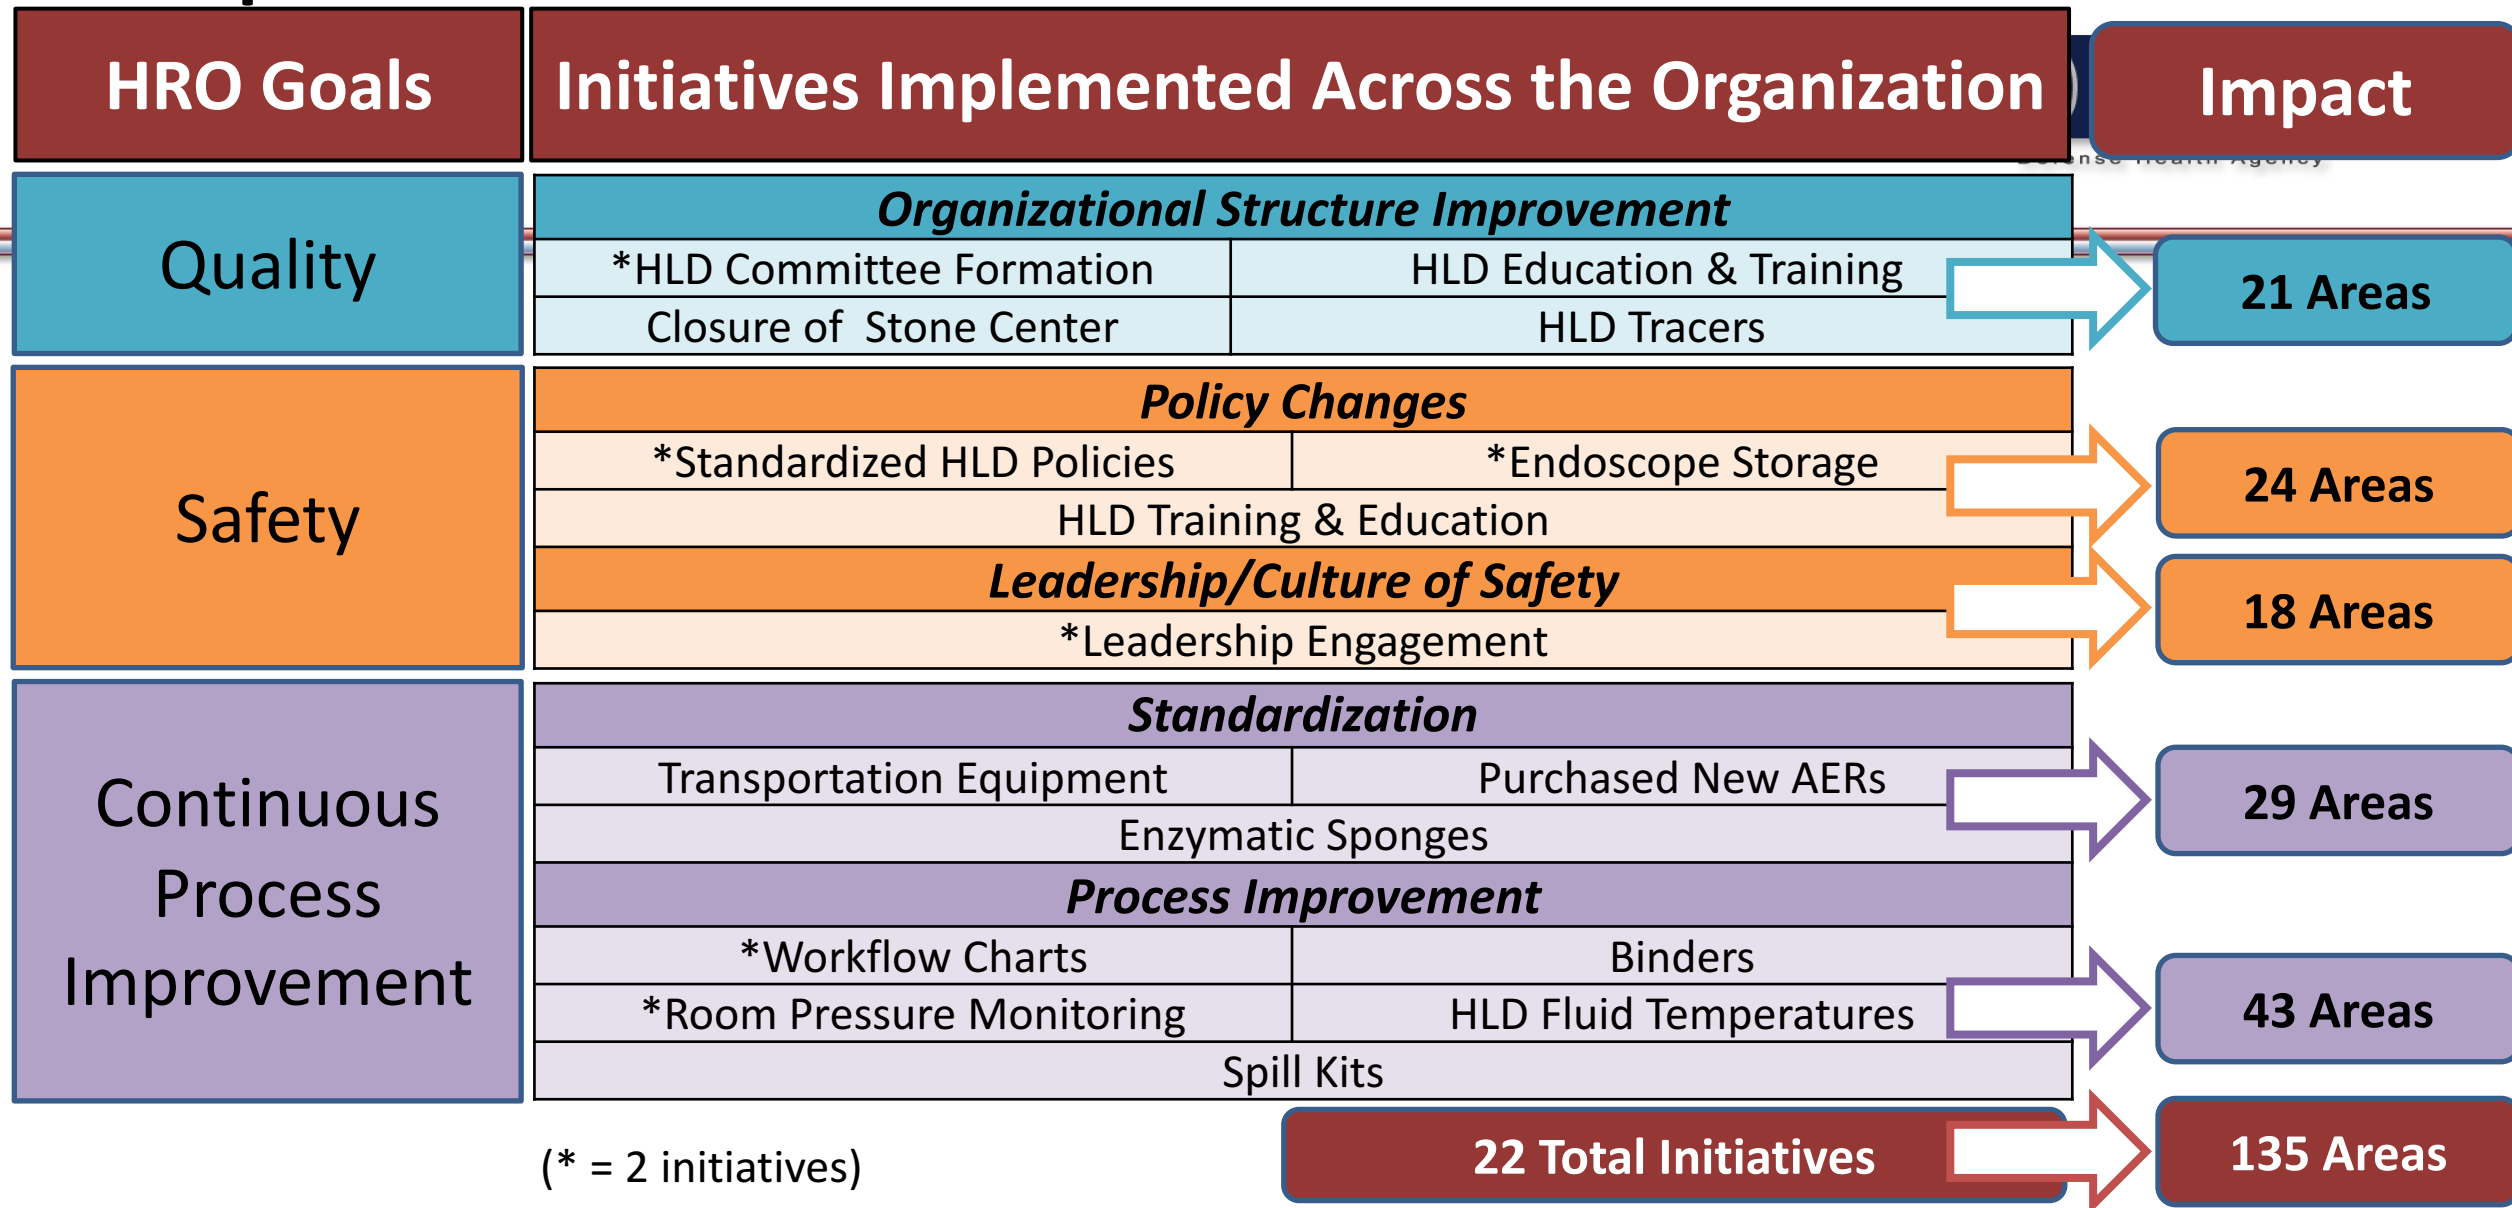 HRO Goals
Initiatives Implemented Across the Organization
Impact
Defense Health Agency
Quality
Organizational Structure Improvement
*HLD Committee Formation
HLD Education & Training
Closure of Stone Center
HLD Tracers
21 Areas
Safety
Policy Changes
*Standardized HLD Policies
*Endoscope Storage
HLD Training & Education
24 Areas
Leadership/Culture of Safety
*Leadership Engagement
18 Areas
Continuous
Process
Improvement
Standardization
Transportation Equipment
Purchased New AERs
Enzymatic Sponges
29 Areas
Process Improvement
*Workflow Charts
Binders
*Room Pressure Monitoring
HLD Fluid Temperatures
Spill Kits
43 Areas
(* = 2 initiatives)
22 Total Initiatives
135 Areas